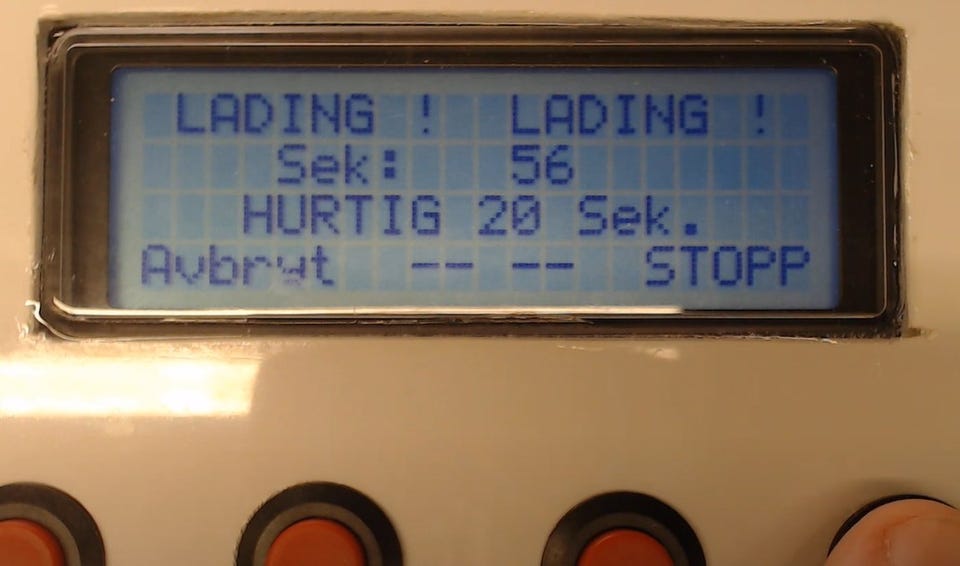 LADING ! LADING !
Sek: 56
HURTIG 20 Sek.
Avbryt -- -- STOPP